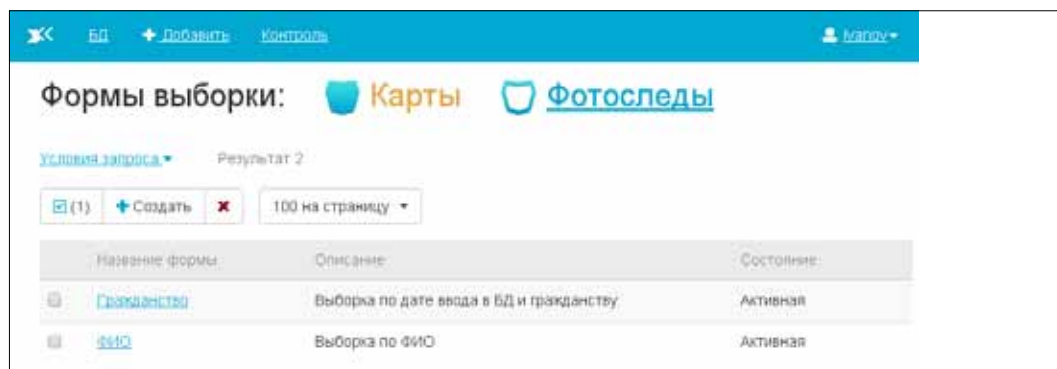 БД Добавить Контроль Ivanov
Формы выборки: Карты Фотоследы
Условия запроса Результат 2
(1) Создать 100 на страницу
Название формы Описание Состояние
Гражданство Выборка по дате ввода в БД и гражданству Активная
ФИО Выборка по ФИО Активная